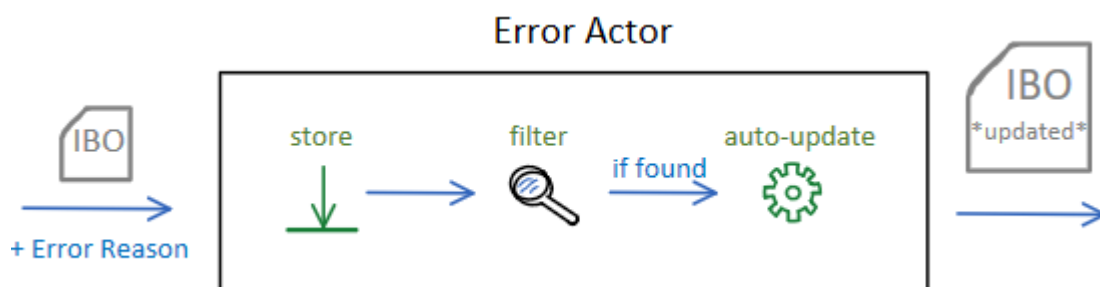 Error Actor
IBO
+ Error Reason
store
filter
if found
auto-update
IBO
*updated*